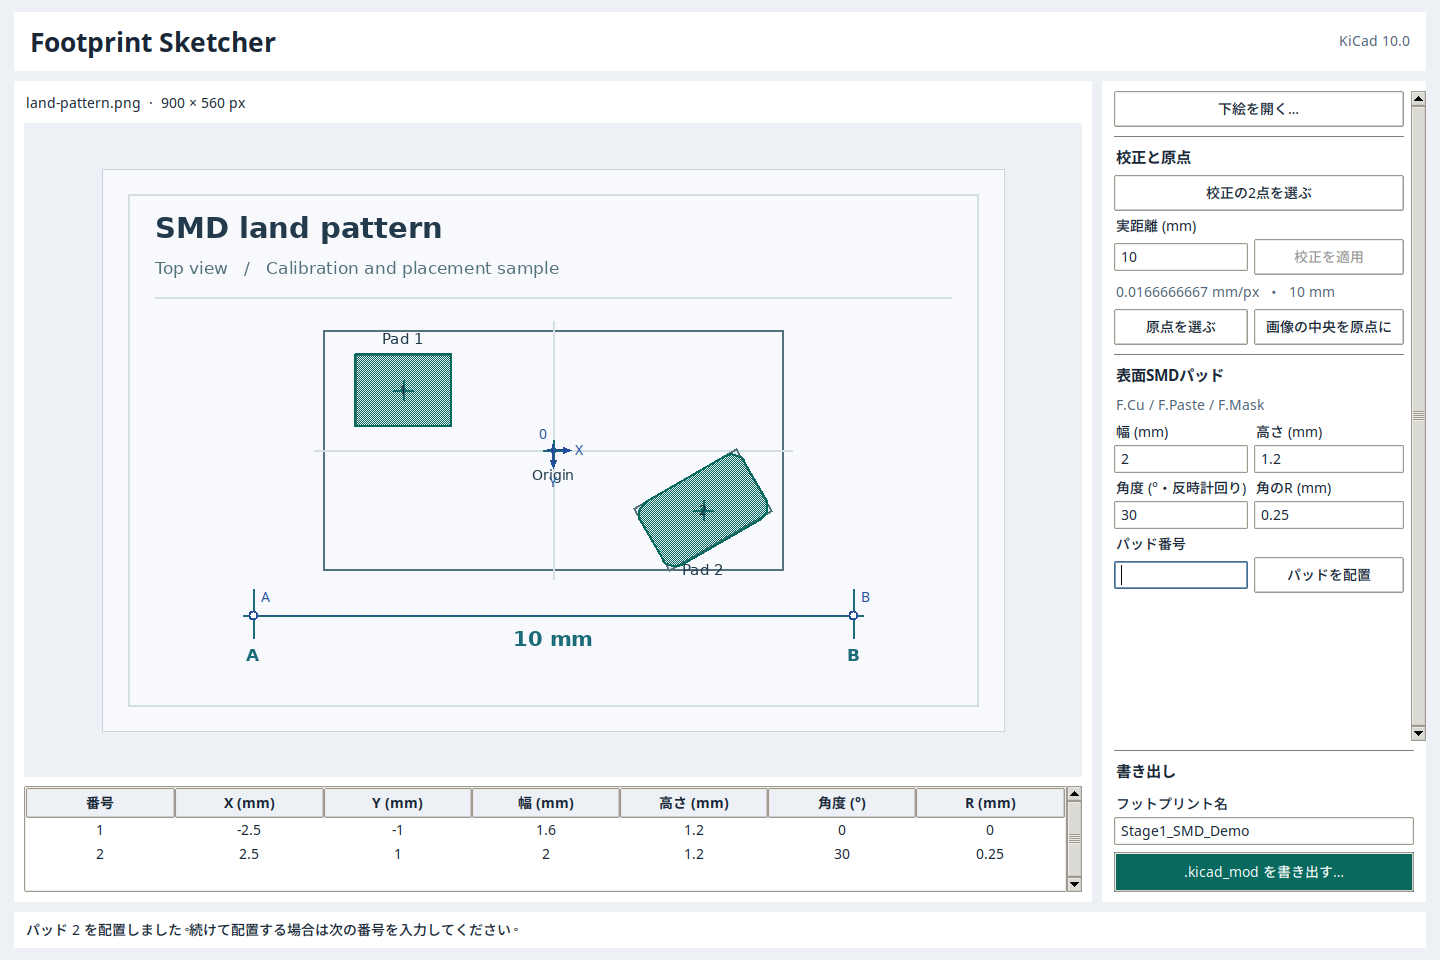 Footprint Sketcher
KiCad 10.0
land-pattern.png · 900 × 560 px
SMD land pattern
Top view / Calibration and placement sample
Pad 1
0
X
Origin
Y
Pad 2
A
B
10 mm
A
B
番号 X (mm) Y (mm) 幅 (mm) 高さ (mm) 角度 (°) R (mm)
1 -2.5 -1 1.6 1.2 0 0
2 2.5 1 2 1.2 30 0.25
下絵を開く...
校正と原点
校正の2点を選ぶ
実距離 (mm)
10 校正を適用
0.0166666667 mm/px • 10 mm
原点を選ぶ 画像の中央を原点に
表面SMDパッド
F.Cu / F.Paste / F.Mask
幅 (mm) 高さ (mm)
2 1.2
角度 (°・反時計回り) 角のR (mm)
30 0.25
パッド番号
パッドを配置
書き出し
フットプリント名
Stage1_SMD_Demo
.kicad_mod を書き出す...
パッド 2 を配置しました。続けて配置する場合は次の番号を入力してください。